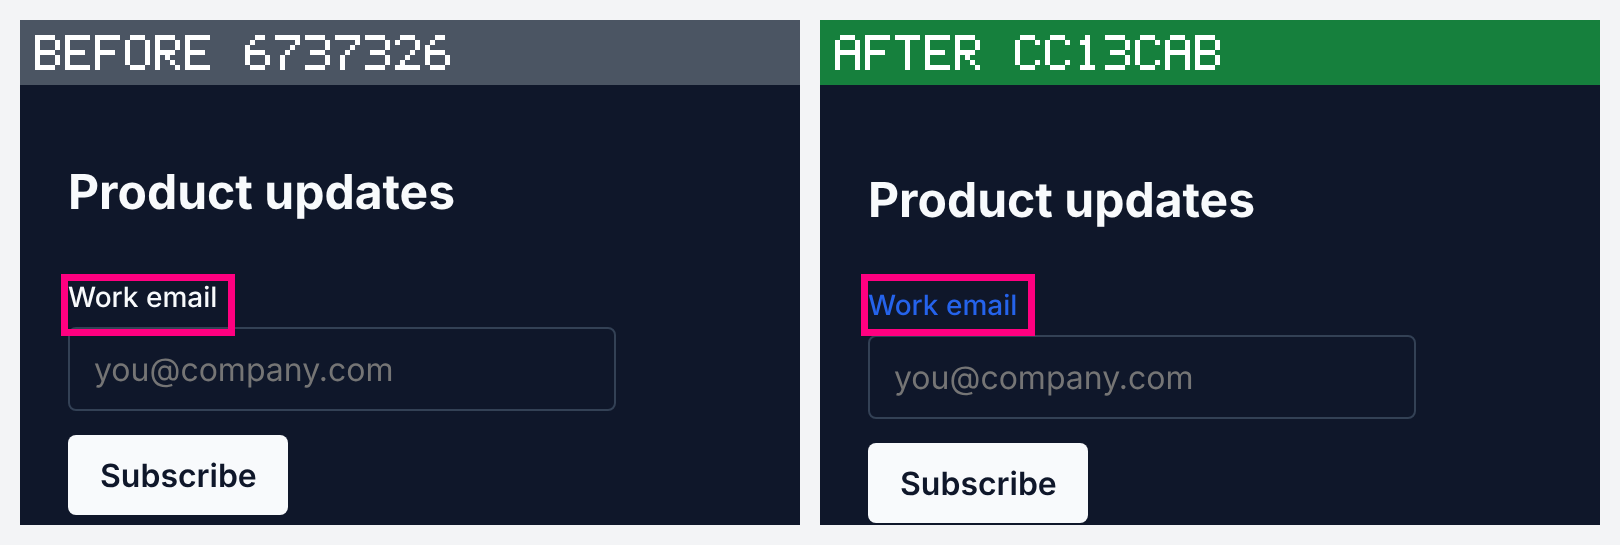 BEFORE 6737326
Product updates
Work email
you@company.com
Subscribe
AFTER CC13CAB
Product updates
Work email
you@company.com
Subscribe